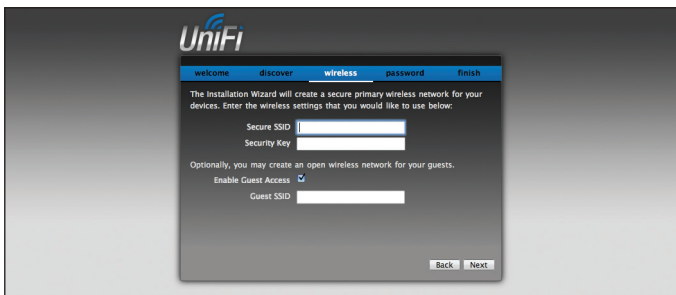 UniFi
welcome discover wireless password finish
The Installation Wizard will create a secure primary wireless network for your
devices. Enter the wireless settings that you would like to use below:
Secure SSID
Security Key
Optionally, you may create an open wireless network for your guests.
Enable Guest Access
Guest SSID
Back Next